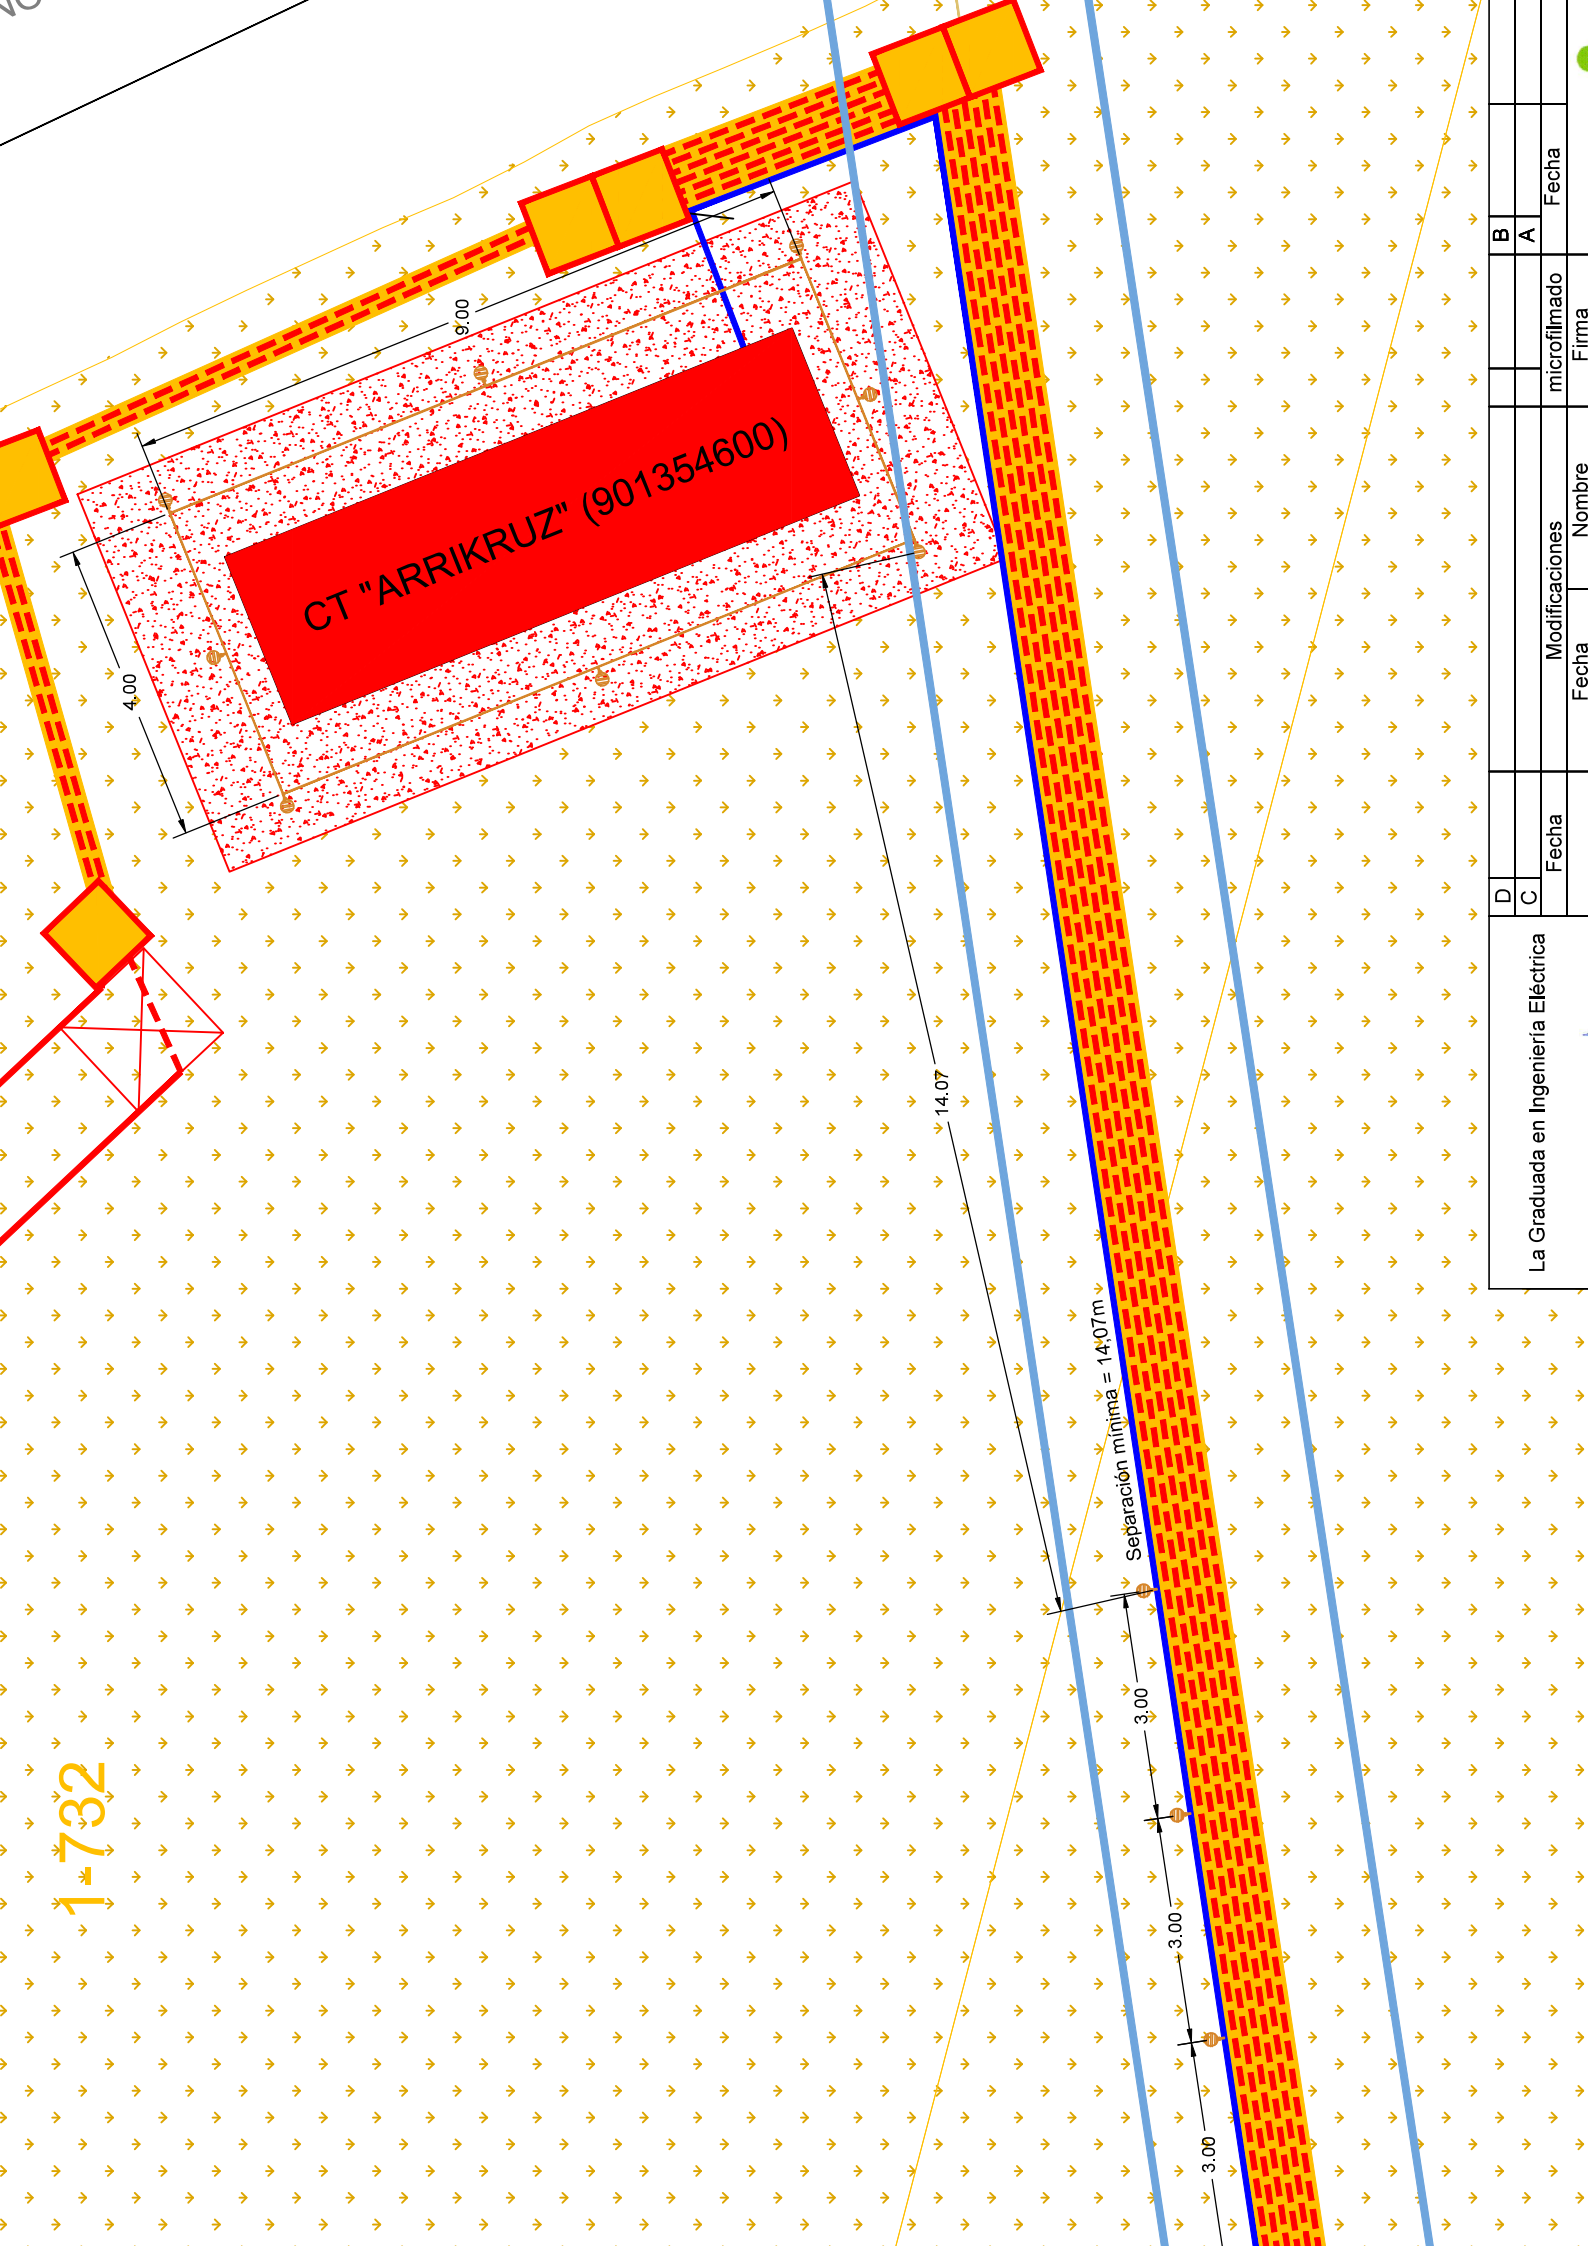 9.00
CT "ARRIKRUZ" (901354600)
4.00
14.07
Separación mínima = 14,07m
3.00
3.00
3.00
1-732
B
A
Fecha
microfilmado
Firma
Modificaciones
Nombre
Fecha
Fecha
D
C
La Graduada en Ingeniería Eléctrica